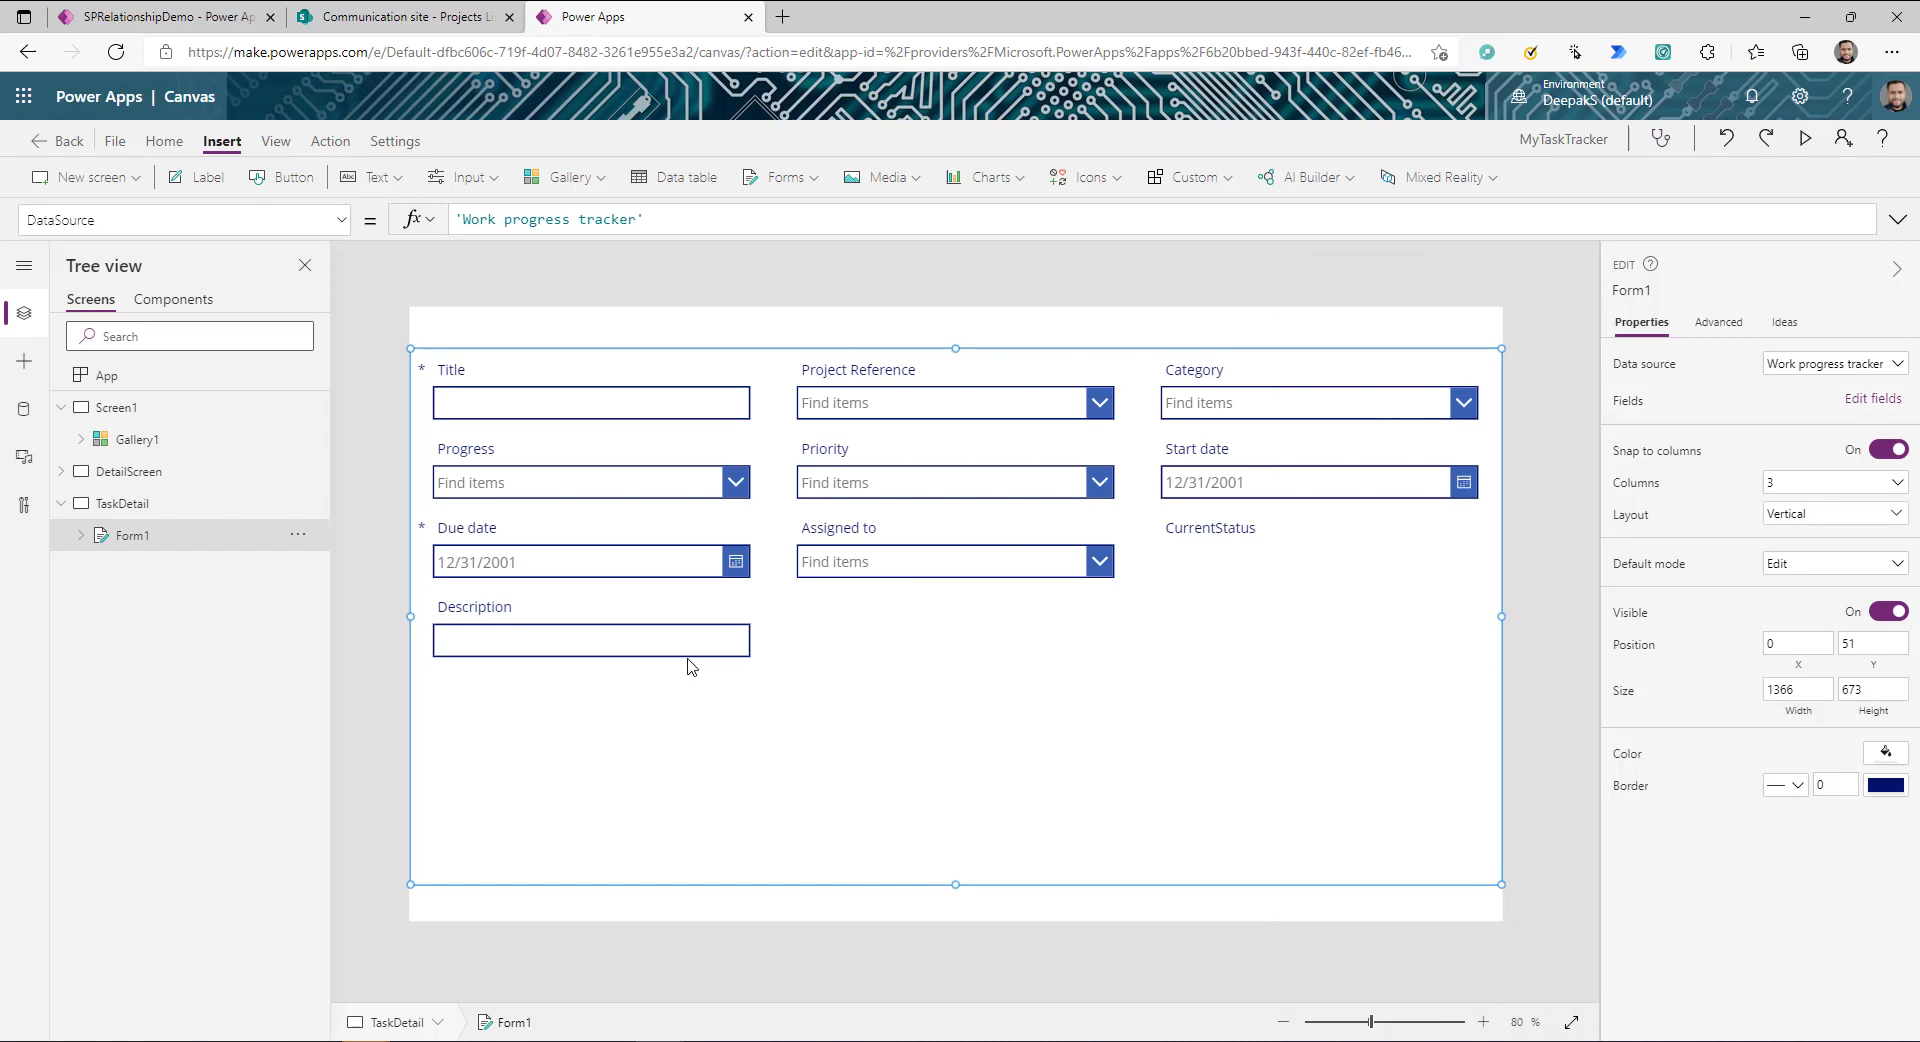 SPRelationshipDemo - Power Ap
Communication site - Projects Li
Power Apps
https://make.powerapps.com/e/Default-dfbc606c-719f-4d07-8482-3261e955e3a2/canvas/?action=edit&app-id=%2Fproviders%2FMicrosoft.PowerApps%2Fapps%2F6b20bbed-943f-440c-82ef-fb46...
Power Apps | Canvas
Environment
DeepakS (default)
Back File Home Insert View Action Settings
MyTaskTracker
New screen Label Button Abc Text Input Gallery Data table Forms Media Charts Icons Custom AI Builder Mixed Reality
DataSource = fx 'Work progress tracker'
Tree view
Screens Components
Search
App
Screen1
Gallery1
DetailScreen
TaskDetail
Form1
* Title Project Reference Category
Find items Find items
Progress Priority Start date
Find items Find items 12/31/2001
* Due date Assigned to CurrentStatus
12/31/2001 Find items
Description
EDIT
Form1
Properties Advanced Ideas
Data source Work progress tracker
Fields Edit fields
Snap to columns On
Columns 3
Layout Vertical
Default mode Edit
Visible On
Position 0 51
X Y
Size 1366 673
Width Height
Color
Border 0
TaskDetail Form1
80 %